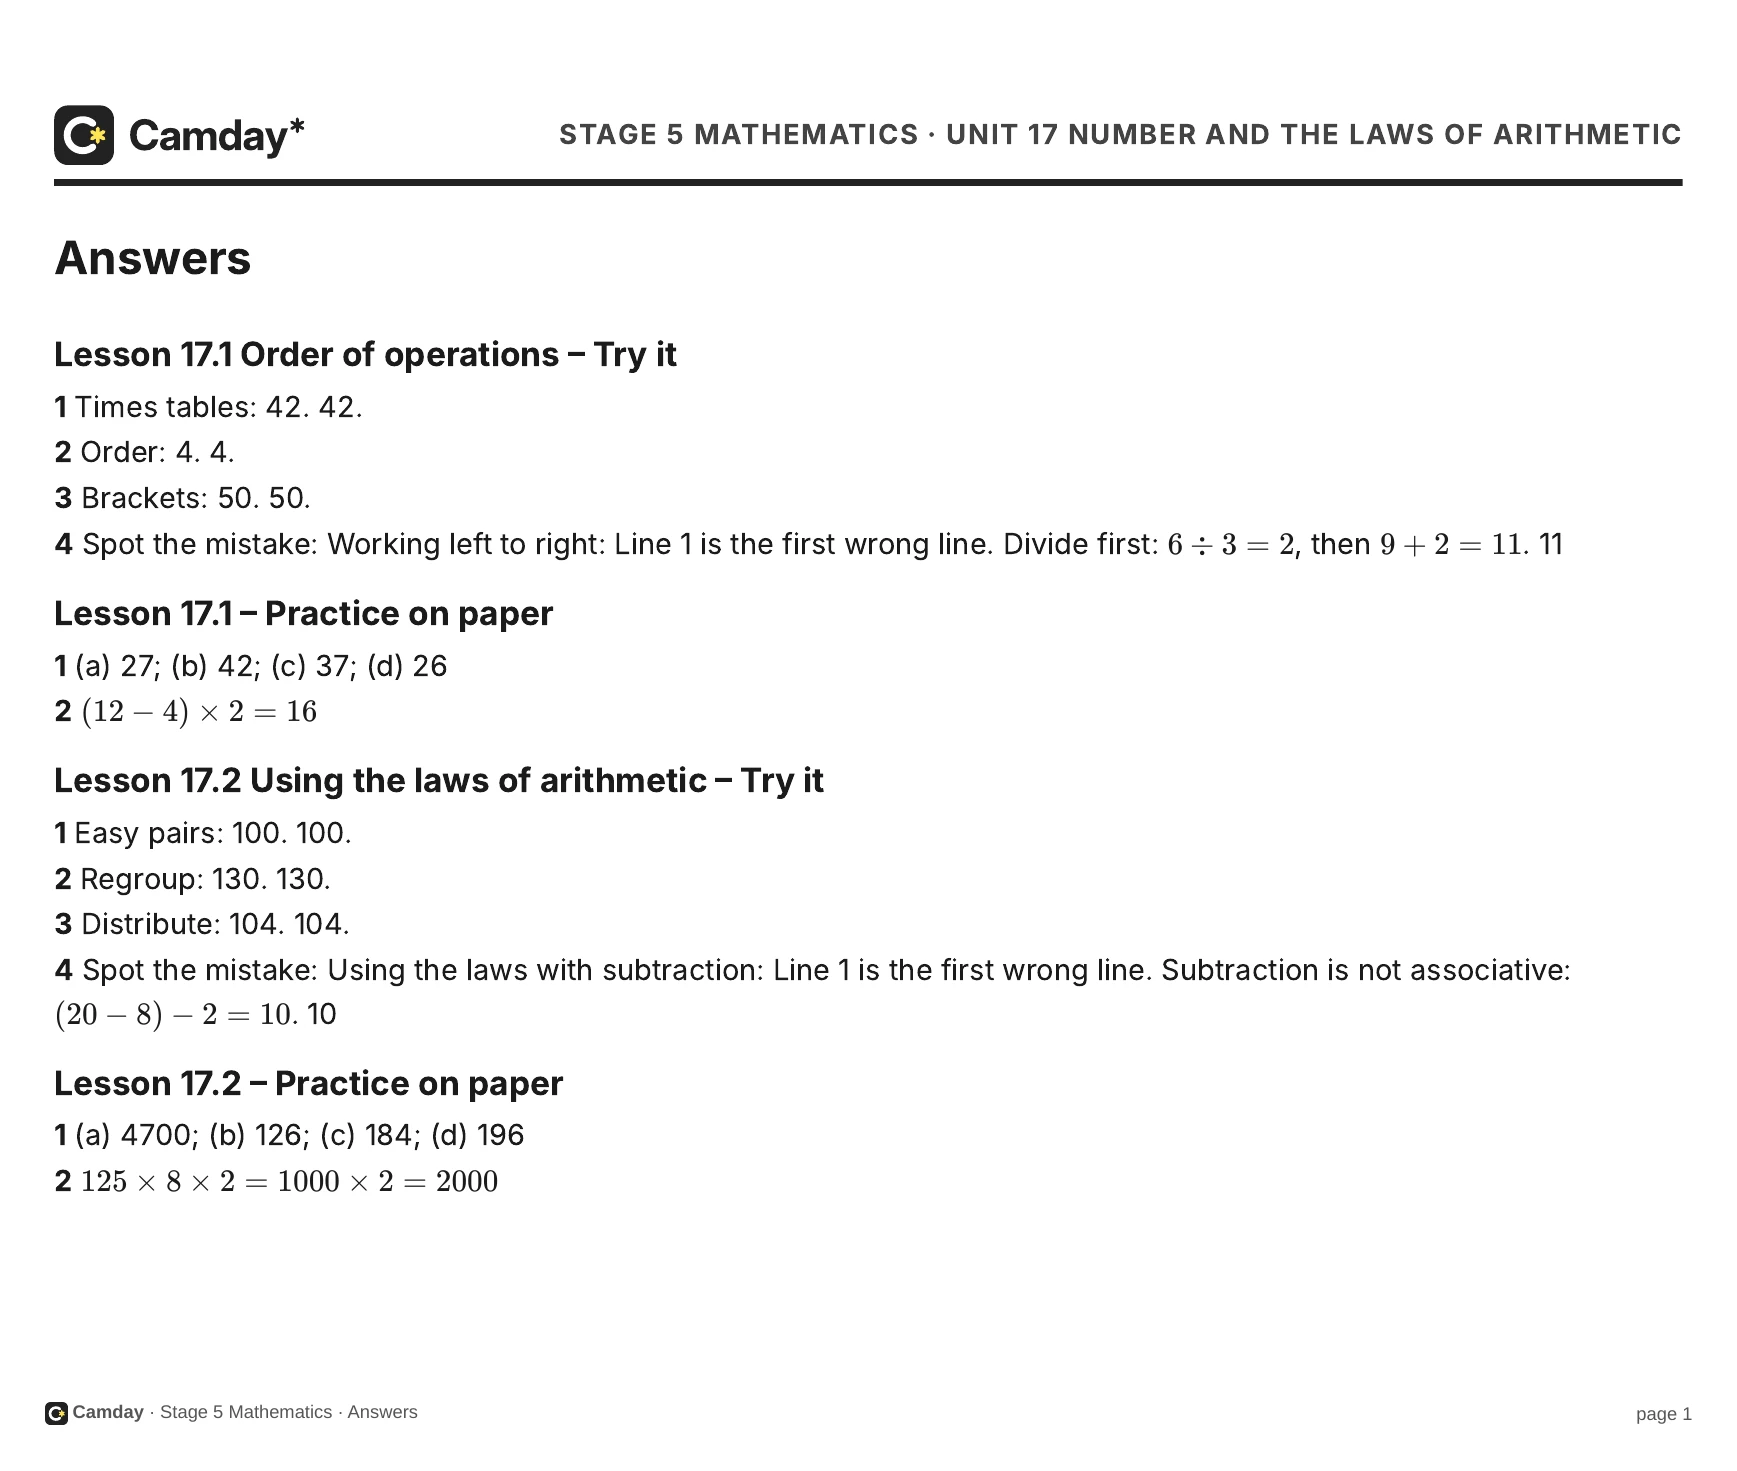 Camday*
STAGE 5 MATHEMATICS · UNIT 17 NUMBER AND THE LAWS OF ARITHMETIC
Answers
Lesson 17.1 Order of operations – Try it
1 Times tables: 42. 42.
2 Order: 4. 4.
3 Brackets: 50. 50.
4 Spot the mistake: Working left to right: Line 1 is the first wrong line. Divide first: 6 ÷ 3 = 2, then 9 + 2 = 11. 11
Lesson 17.1 – Practice on paper
1 (a) 27; (b) 42; (c) 37; (d) 26
2 (12 − 4) × 2 = 16
Lesson 17.2 Using the laws of arithmetic – Try it
1 Easy pairs: 100. 100.
2 Regroup: 130. 130.
3 Distribute: 104. 104.
4 Spot the mistake: Using the laws with subtraction: Line 1 is the first wrong line. Subtraction is not associative:
(20 − 8) − 2 = 10. 10
Lesson 17.2 – Practice on paper
1 (a) 4700; (b) 126; (c) 184; (d) 196
2 125 × 8 × 2 = 1000 × 2 = 2000
Camday · Stage 5 Mathematics · Answers
page 1